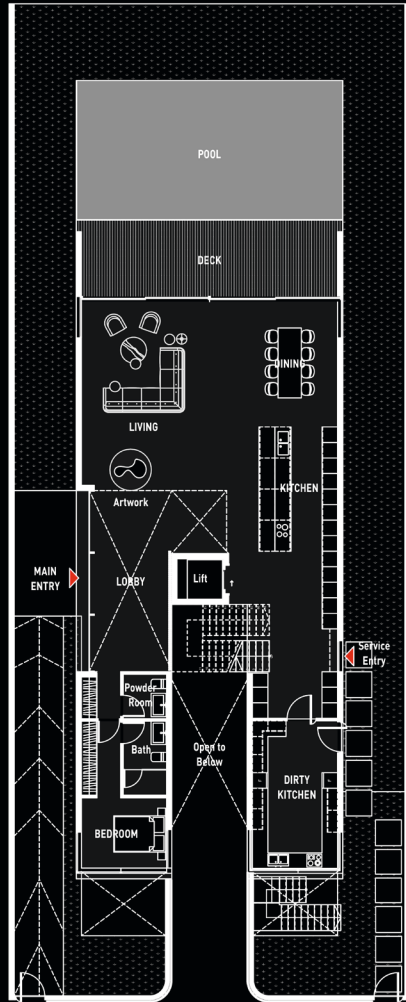 POOL
DECK
DINING
LIVING
KITCHEN
Artwork
MAIN
ENTRY
LOBBY
Lift
Service
Entry
Powder
Room
Bath
Open to
Below
DIRTY
KITCHEN
BEDROOM